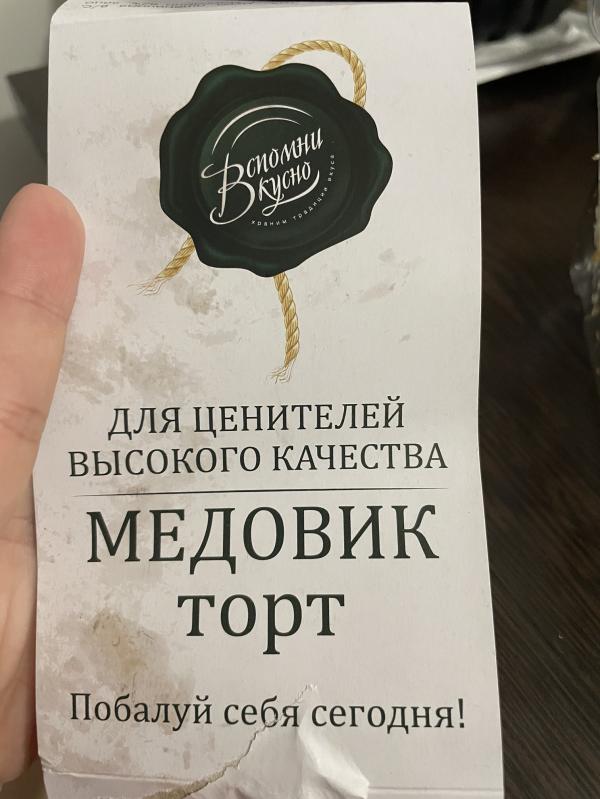 Вспомни
Вкусно
храним традиции вкуса
ДЛЯ ЦЕНИТЕЛЕЙ
ВЫСОКОГО КАЧЕСТВА
МЕДОВИК
торт
Побалуй себя сегодня!